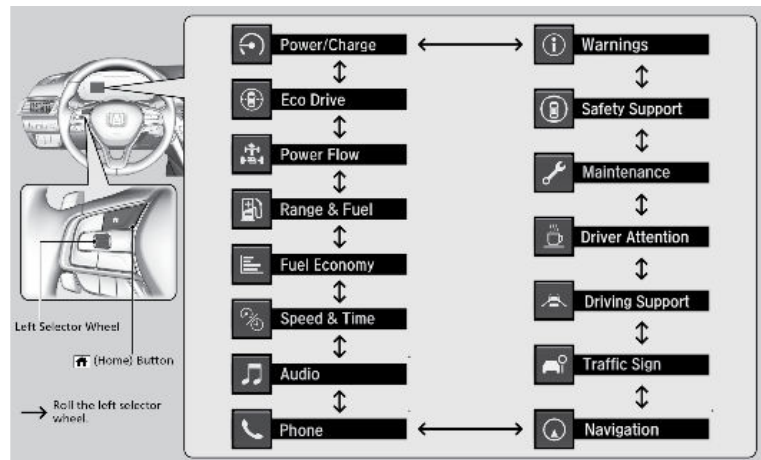 Power/Charge
Eco Drive
Power Flow
Range & Fuel
Fuel Economy
Speed & Time
Audio
Phone
Warnings
Safety Support
Maintenance
Driver Attention
Driving Support
Traffic Sign
Navigation
Left Selector Wheel
(Home) Button
Roll the left selector
wheel.